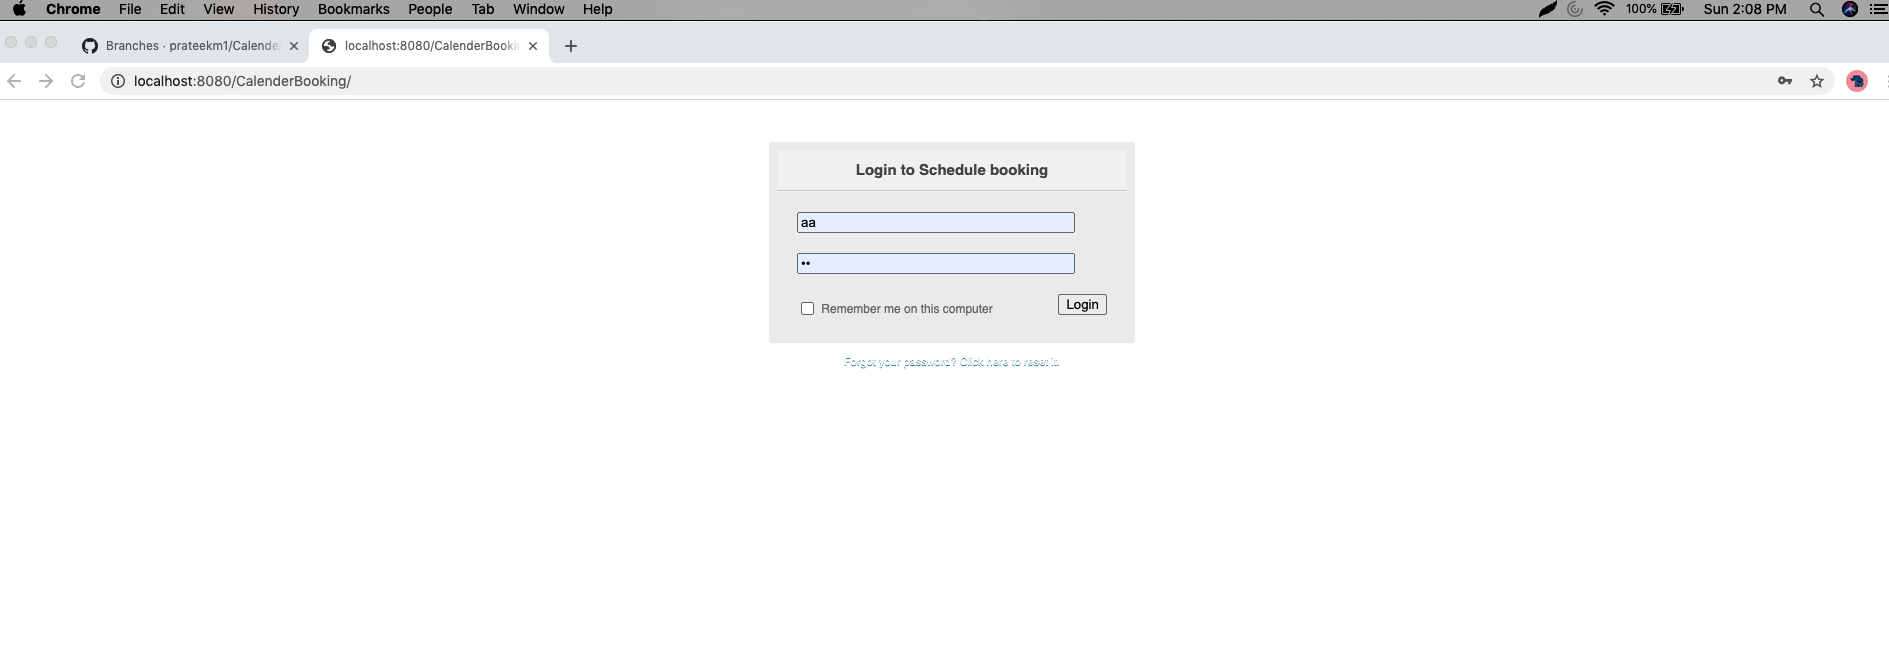 Chrome File Edit View History Bookmarks People Tab Window Help 100% Sun 2:08 PM
Branches · prateekm1/Calende localhost:8080/CalenderBooki
localhost:8080/CalenderBooking/
Login to Schedule booking
aa
••
Remember me on this computer Login
Forgot your password? Click here to reset it.